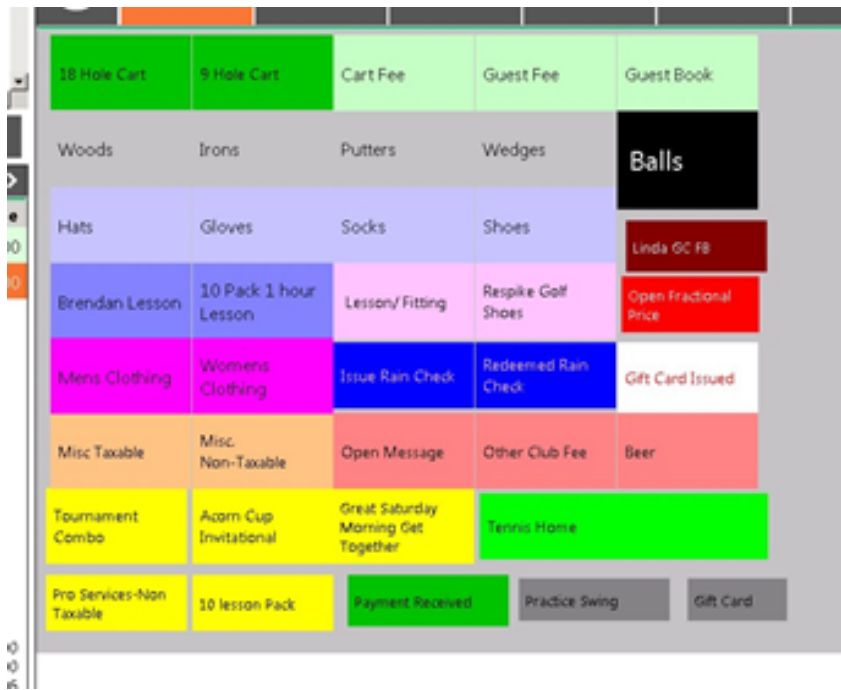 18 Hole Cart
9 Hole Cart
Cart Fee
Guest Fee
Guest Book
Woods
Irons
Putters
Wedges
Balls
Hats
Gloves
Socks
Shoes
Linda GC FB
Brendan Lesson
10 Pack 1 hour
Lesson
Lesson/ Fitting
Respike Golf
Shoes
Open Fractional
Price
Mens Clothing
Womens
Clothing
Issue Rain Check
Redeemed Rain
Check
Gift Card Issued
Misc Taxable
Misc.
Non-Taxable
Open Message
Other Club Fee
Beer
Tournament
Combo
Acorn Cup
Invitational
Great Saturday
Morning Get
Together
Tennis Home
Pro Services-Non
Taxable
10 lesson Pack
Payment Received
Practice Swing
Gift Card